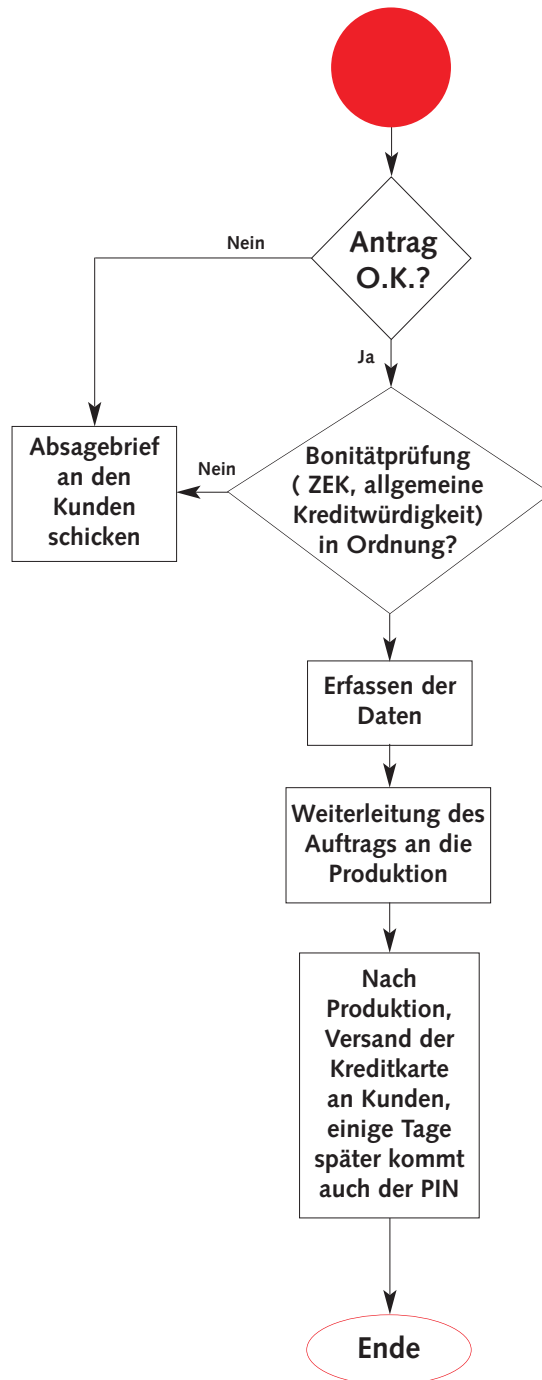 Antrag
O.K.?
Nein
Ja
Absagebrief
an den
Kunden
schicken
Nein
Bonitätprüfung
( ZEK, allgemeine
Kreditwürdigkeit)
in Ordnung?
Erfassen der
Daten
Weiterleitung des
Auftrags an die
Produktion
Nach
Produktion,
Versand der
Kreditkarte
an Kunden,
einige Tage
später kommt
auch der PIN
Ende